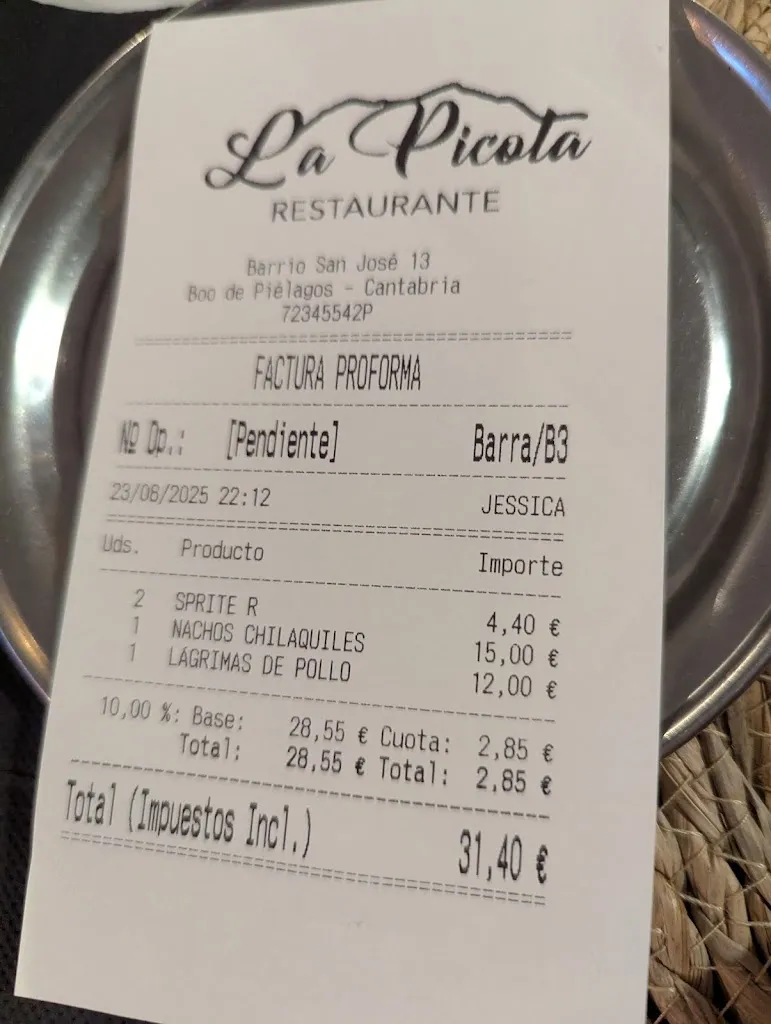 La Picota
RESTAURANTE
Barrio San José 13
Boo de Piélagos - Cantabria
72345542P
FACTURA PROFORMA
Nº Op.: [Pendiente] Barra/B3
23/08/2025 22:12 JESSICA
Uds. Producto Importe
2 SPRITE R 4,40 €
1 NACHOS CHILAQUILES 15,00 €
1 LÁGRIMAS DE POLLO 12,00 €
10,00 %: Base: 28,55 € Cuota: 2,85 €
Total: 28,55 € Total: 2,85 €
Total (Impuestos Incl.) 31,40 €